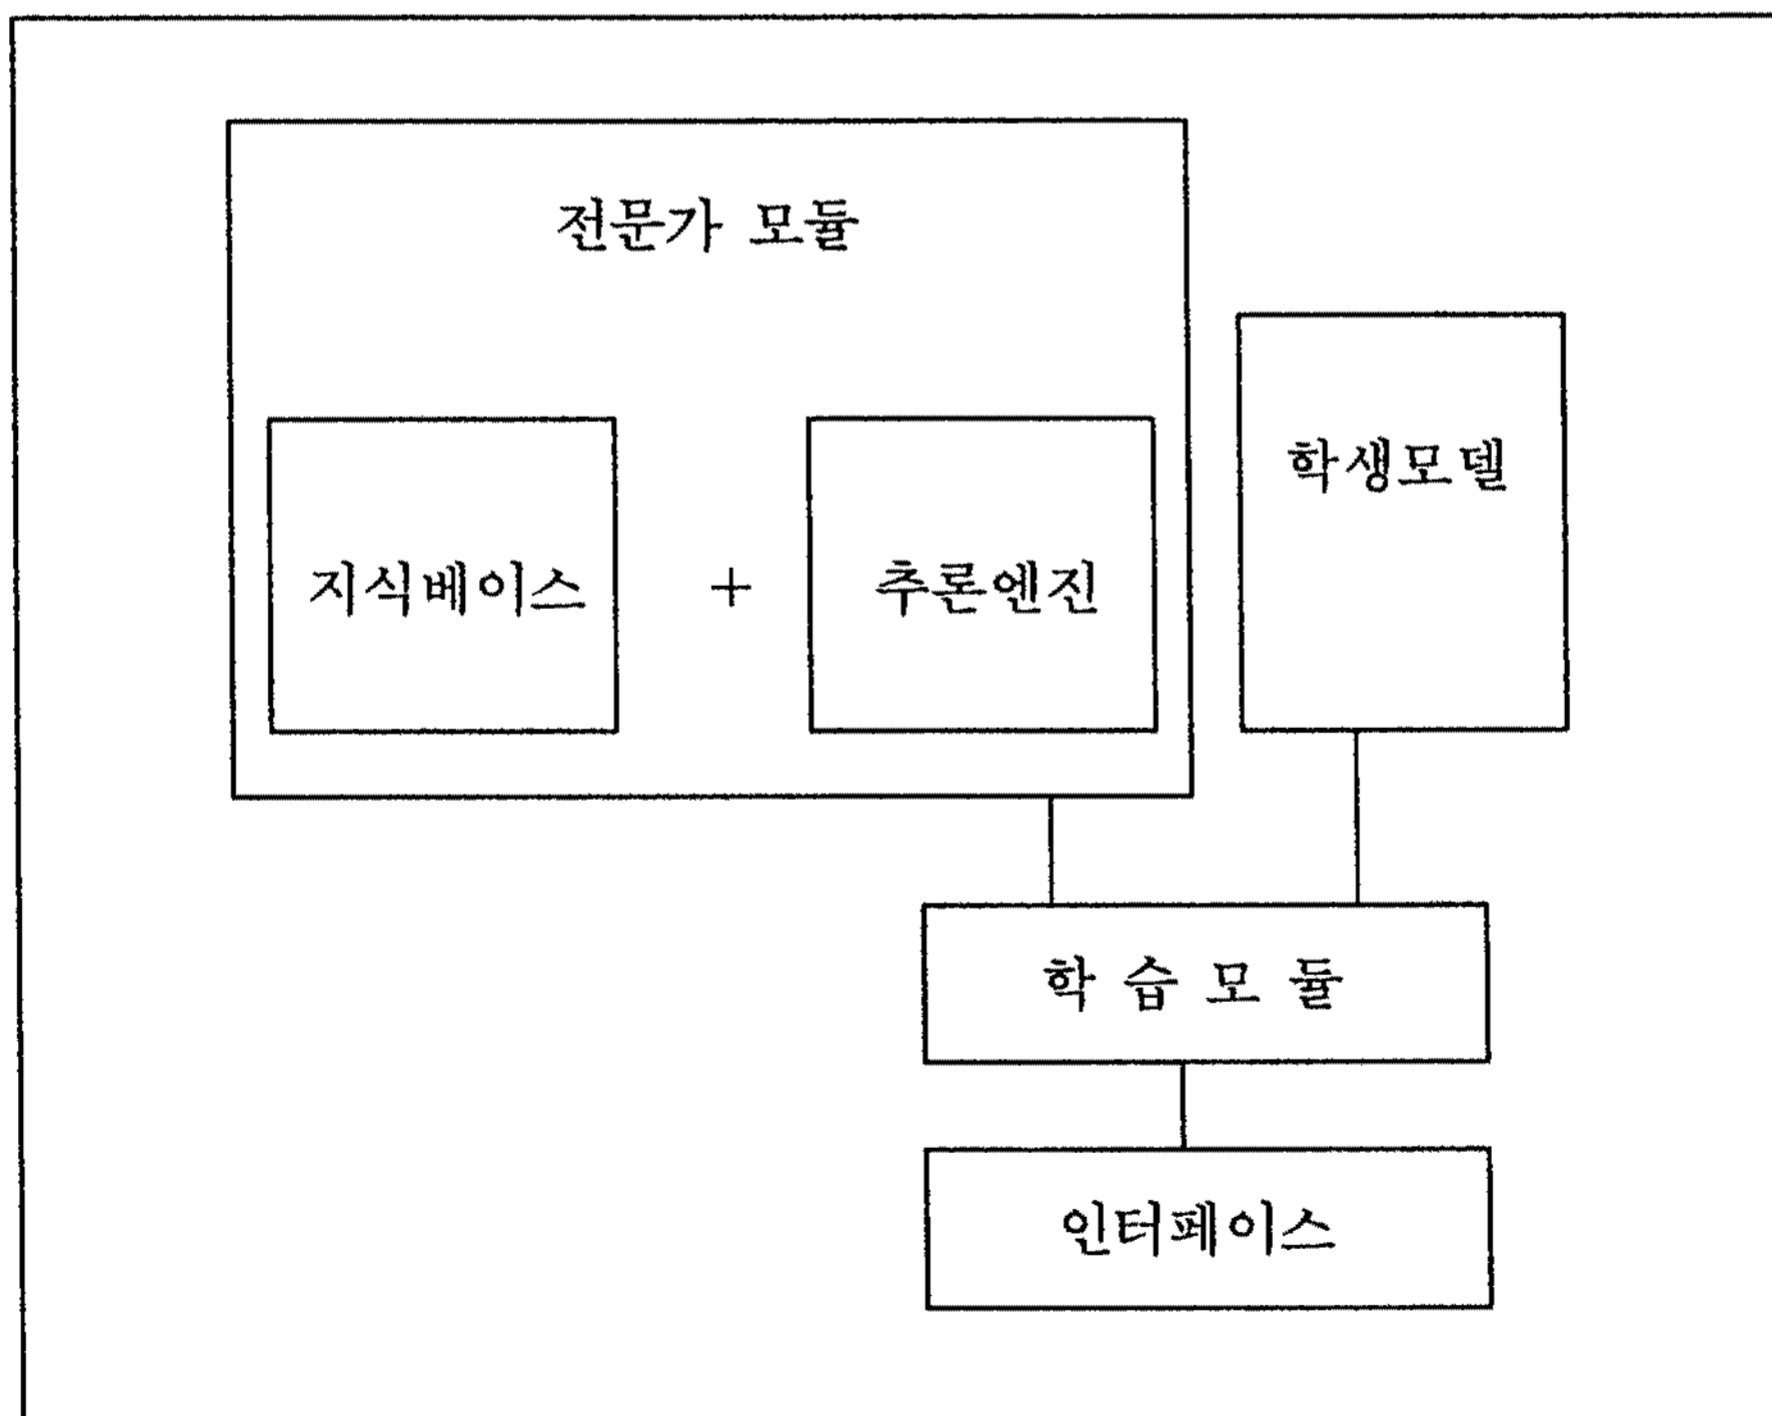 전문가 모듈
학생모델
지식베이스 + 추론엔진
학 습 모 듈
인터페이스